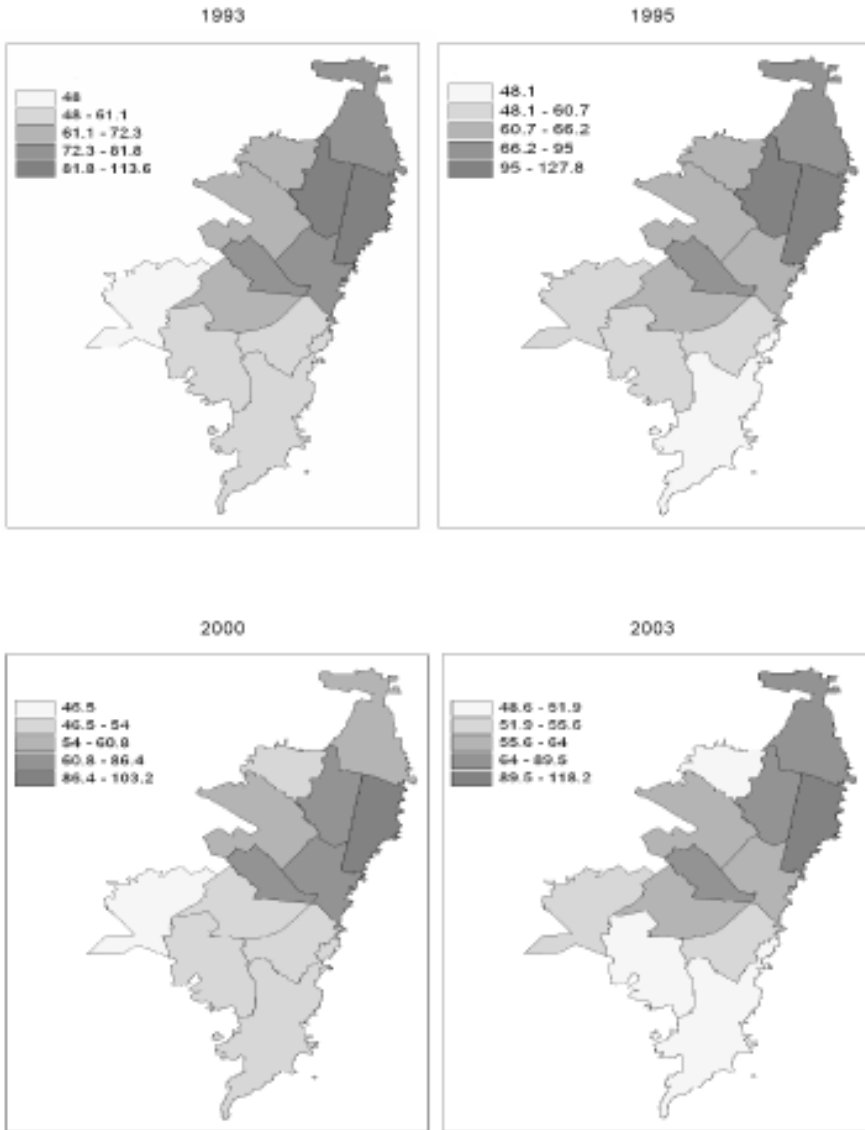 1993
48
48 - 61.1
61.1 - 72.3
72.3 - 81.8
81.8 - 113.6
1995
48.1
48.1 - 60.7
60.7 - 66.2
66.2 - 95
95 - 127.8
2000
46.5
46.5 - 54
54 - 60.8
60.8 - 86.4
86.4 - 103.2
2003
48.6 - 51.9
51.9 - 55.6
55.6 - 64
64 - 89.5
89.5 - 118.2